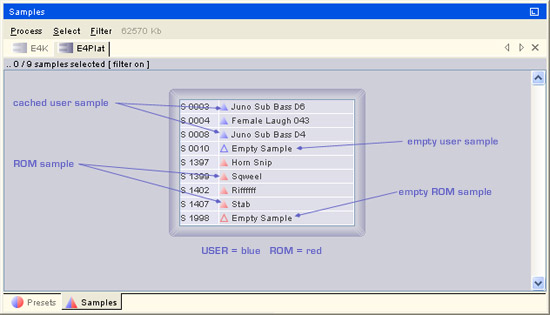 Samples
Process Select Filter 62570 Kb
E4K E4Plat
.. 0 / 9 samples selected [ filter on ]
S 0003 Juno Sub Bass D6
cached user sample
S 0004 Female Laugh 043
S 0008 Juno Sub Bass D4
empty user sample
S 0010 Empty Sample
ROM sample
S 1397 Horn Snip
S 1399 Sqweel
S 1402 Riffffff
empty ROM sample
S 1407 Stab
S 1998 Empty Sample
USER = blue ROM = red
Presets Samples